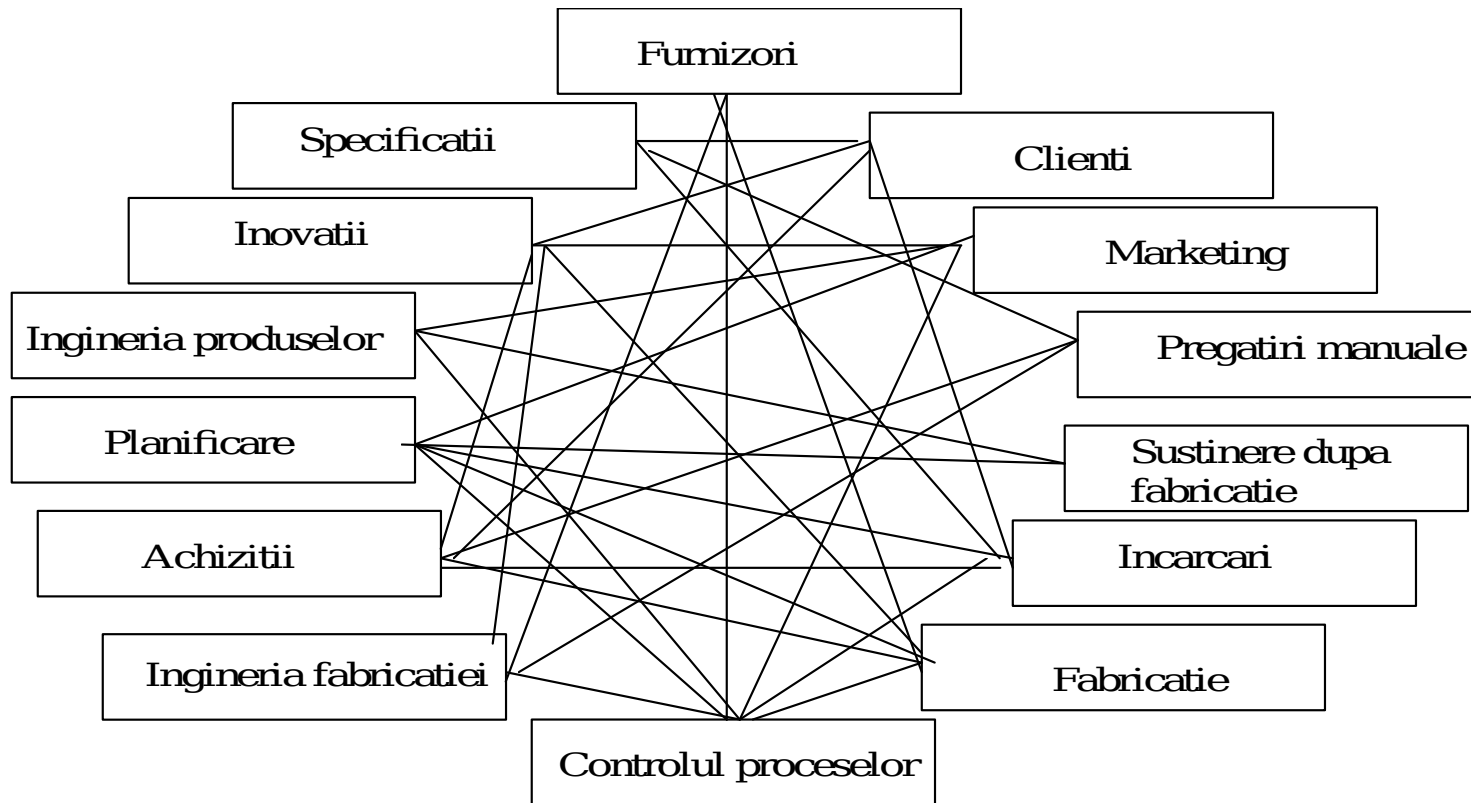 Furnizori
Specificatii
Clienti
Inovatii
Marketing
Ingineria produselor
Pregatiri manuale
Planificare
Sustinere dupa
fabricatie
Achizitii
Incarcari
Ingineria fabricatiei
Fabricatie
Controlul proceselor